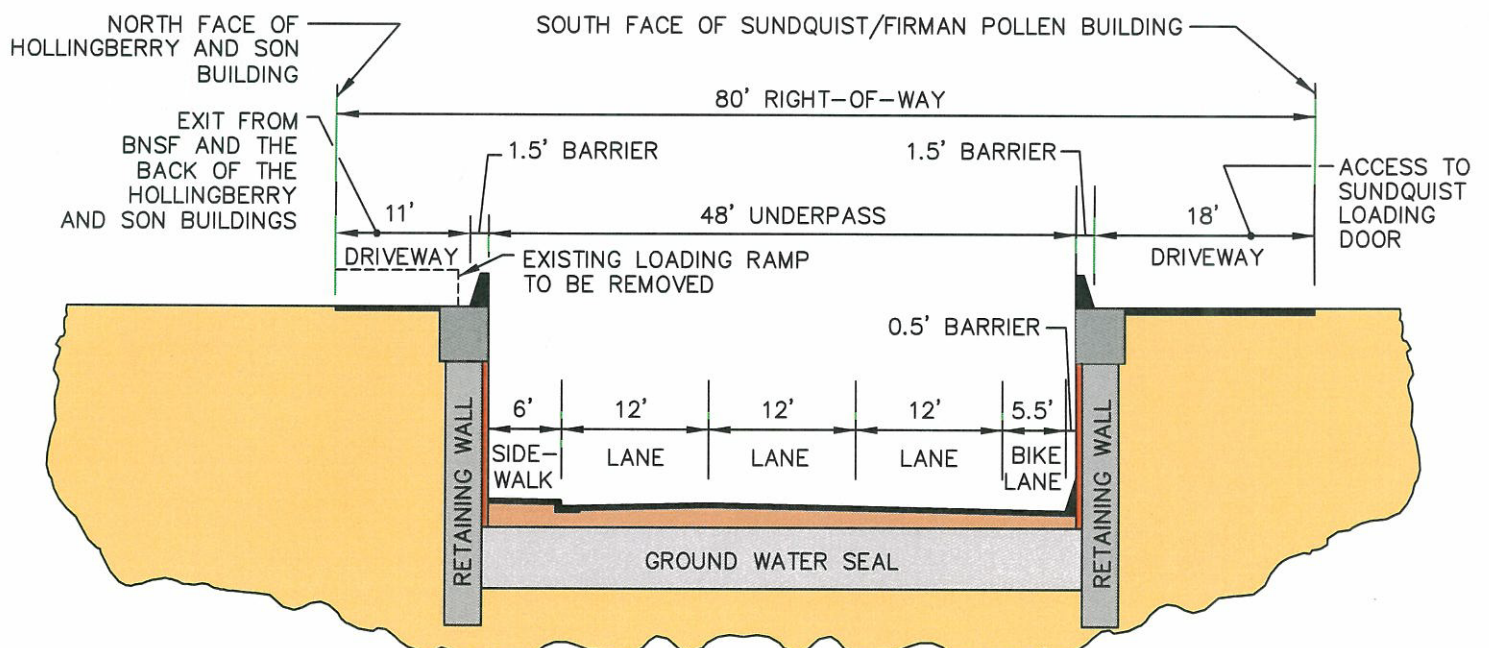 NORTH FACE OF
HOLLINGBERRY AND SON
BUILDING
SOUTH FACE OF SUNDQUIST/FIRMAN POLLEN BUILDING
80' RIGHT-OF-WAY
EXIT FROM
BNSF AND THE
BACK OF THE
HOLLINGBERRY
AND SON BUILDINGS
1.5' BARRIER
1.5' BARRIER
ACCESS TO
SUNDQUIST
LOADING
DOOR
11'
DRIVEWAY
48' UNDERPASS
18'
DRIVEWAY
EXISTING LOADING RAMP
TO BE REMOVED
0.5' BARRIER
6'
SIDE-
WALK
12'
LANE
12'
LANE
12'
LANE
5.5'
BIKE
LANE
RETAINING WALL
GROUND WATER SEAL
RETAINING WALL